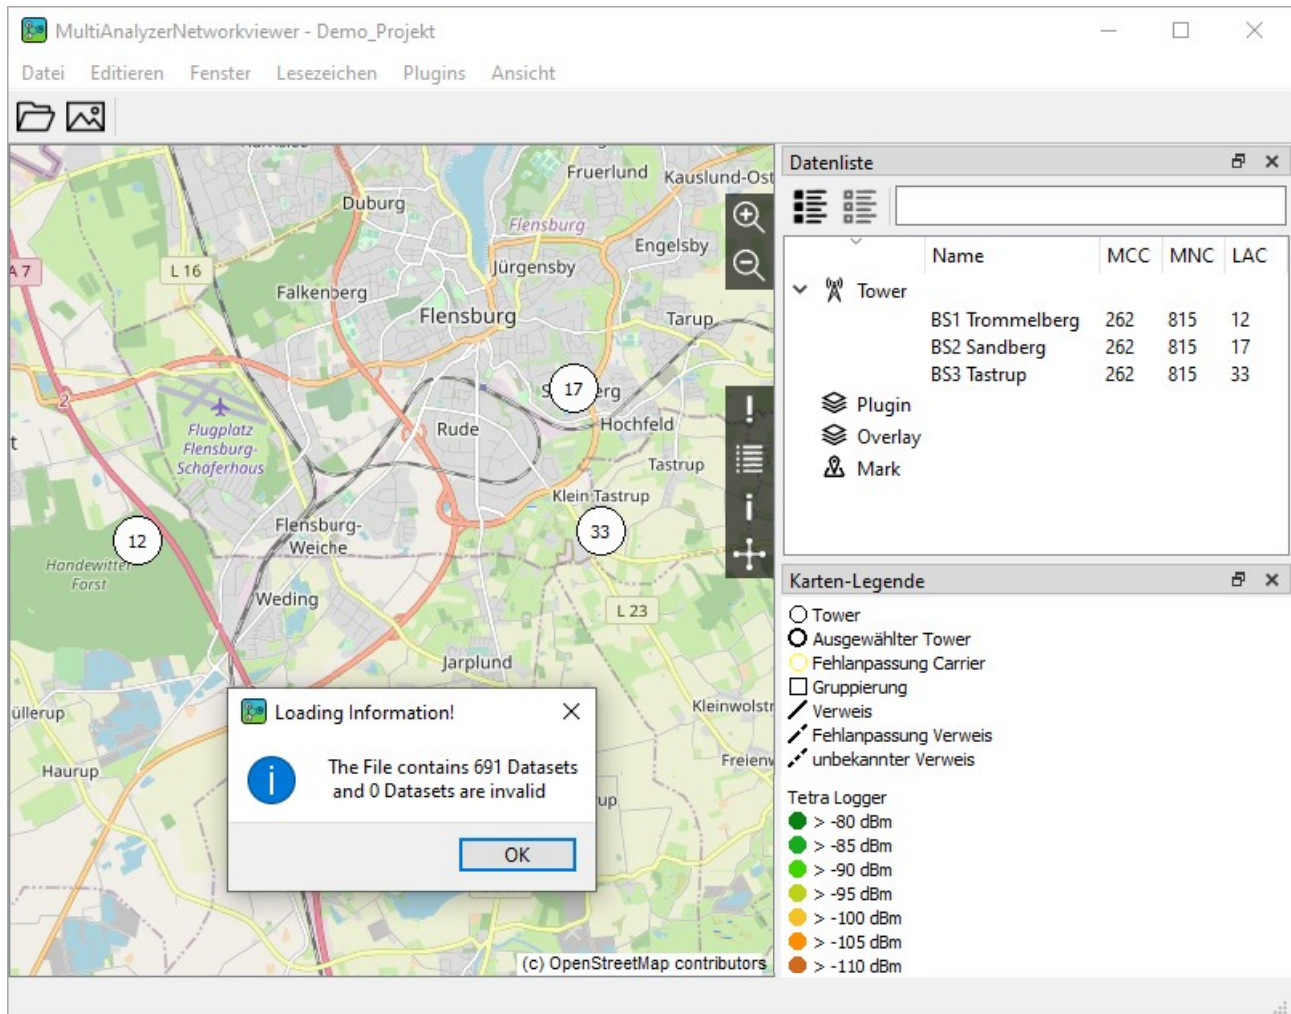 MultiAnalyzerNetworkviewer - Demo_Projekt
Datei Editieren Fenster Lesezeichen Plugins Ansicht
Fruerlund
Kauslund-Ost
Duburg
Flensburg
Engelsby
A 7
L 16
Jürgensby
Falkenberg
Flensburg
Tarup
2
17
Flugplatz
Flensburg-
Schäferhaus
Rude
Hochfeld
t
Tastrup
Klein Tastrup
Flensburg-
Weiche
33
12
Handewitter
Forst
Weding
L 23
Jarplund
üllerup
Kleinwolstr
Haurup
Freienw
up
(c) OpenStreetMap contributors
Loading Information!
The File contains 691 Datasets
and 0 Datasets are invalid
OK
Datenliste
Name MCC MNC LAC
Tower
BS1 Trommelberg 262 815 12
BS2 Sandberg 262 815 17
BS3 Tastrup 262 815 33
Plugin
Overlay
Mark
Karten-Legende
Tower
Ausgewählter Tower
Fehlanpassung Carrier
Gruppierung
Verweis
Fehlanpassung Verweis
unbekannter Verweis
Tetra Logger
> -80 dBm
> -85 dBm
> -90 dBm
> -95 dBm
> -100 dBm
> -105 dBm
> -110 dBm